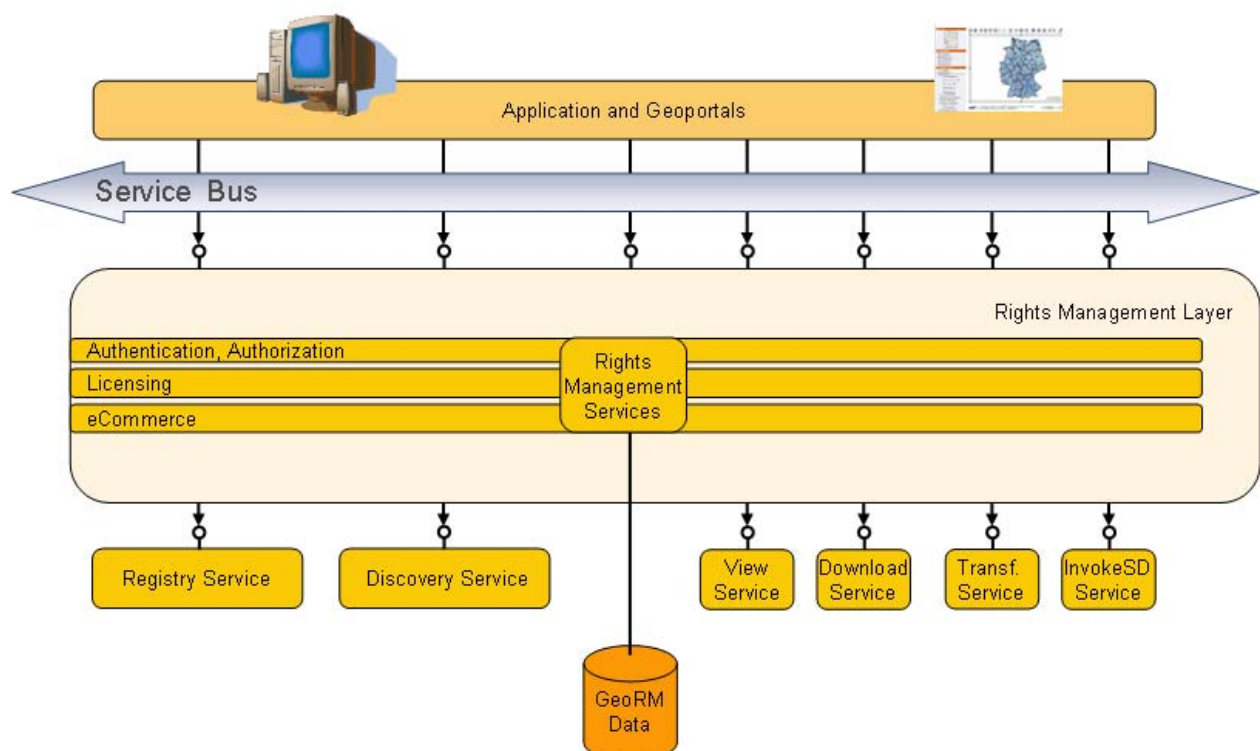 Application and Geoportals
Service Bus
Rights Management Layer
Authentication, Authorization
Licensing
eCommerce
Rights
Management
Services
Registry Service
Discovery Service
View
Service
Download
Service
Transf.
Service
InvokeSD
Service
GeoRM
Data